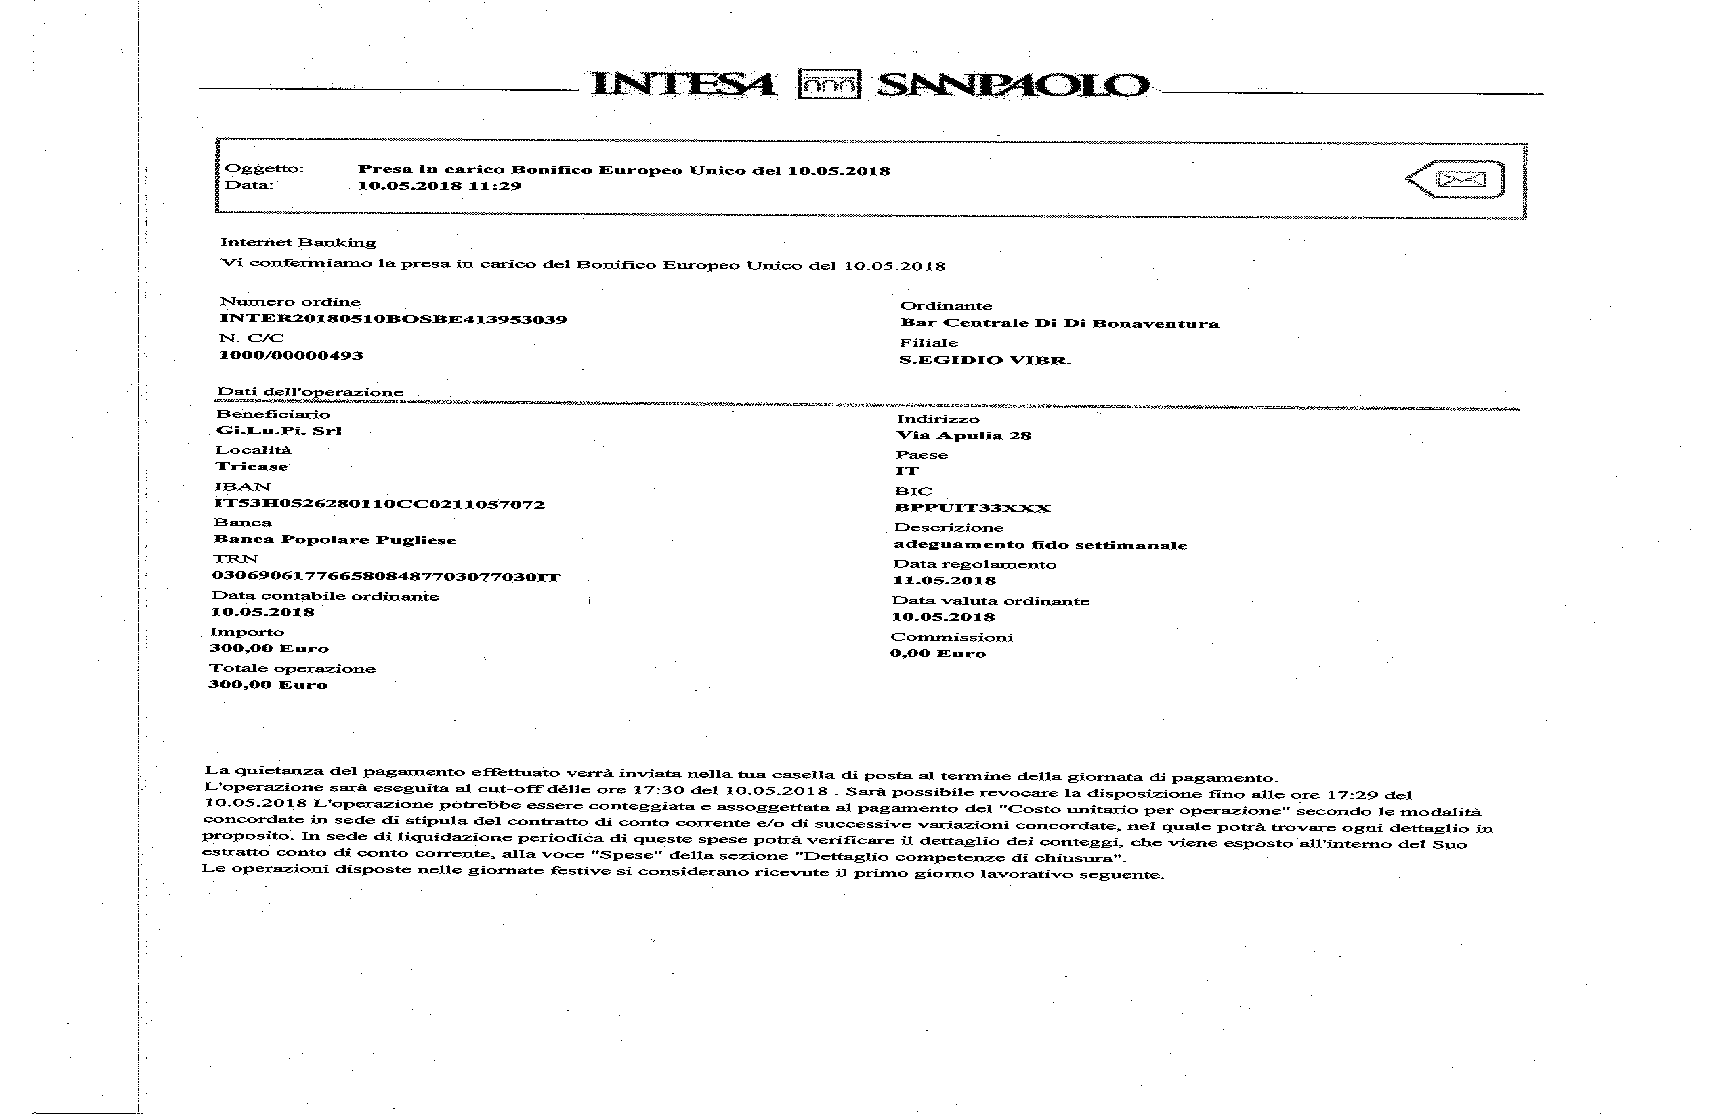 INTESA SANPAOLO
Oggetto: Presa in carico Bonifico Europeo Unico del 10.05.2018
Data: 10.05.2018 11:29
Internet Banking
Vi confermiamo la presa in carico del Bonifico Europeo Unico del 10.05.2018
Numero ordine
INTER20180510BOSBE413953039
N. C/C
1000/00000493
Ordinante
Bar Centrale Di Di Bonaventura
Filiale
S.EGIDIO VIBR.
Dati dell'operazione
Beneficiario
Gi.Lu.Pi. Srl
Località
Tricase
IBAN
IT53H0526280110CC0211057072
Banca
Banca Popolare Pugliese
TRN
0306906177665808487703077030IT
Data contabile ordinante
10.05.2018
Importo
300,00 Euro
Totale operazione
300,00 Euro
Indirizzo
Via Apulia 28
Paese
IT
BIC
BPPUIT33XXX
Descrizione
adeguamento fido settimanale
Data regolamento
11.05.2018
Data valuta ordinante
10.05.2018
Commissioni
0,00 Euro
La quietanza del pagamento effettuato verrà inviata nella tua casella di posta al termine della giornata di pagamento.
L'operazione sarà eseguita al cut-off delle ore 17:30 del 10.05.2018 . Sarà possibile revocare la disposizione fino alle ore 17:29 del
10.05.2018 L'operazione potrebbe essere conteggiata e assoggettata al pagamento del "Costo unitario per operazione" secondo le modalità
concordate in sede di stipula del contratto di conto corrente e/o di successive variazioni concordate, nel quale potrà trovare ogni dettaglio in
proposito. In sede di liquidazione periodica di queste spese potrà verificare il dettaglio dei conteggi, che viene esposto all'interno del Suo
estratto conto di conto corrente, alla voce "Spese" della sezione "Dettaglio competenze di chiusura".
Le operazioni disposte nelle giornate festive si considerano ricevute il primo giorno lavorativo seguente.